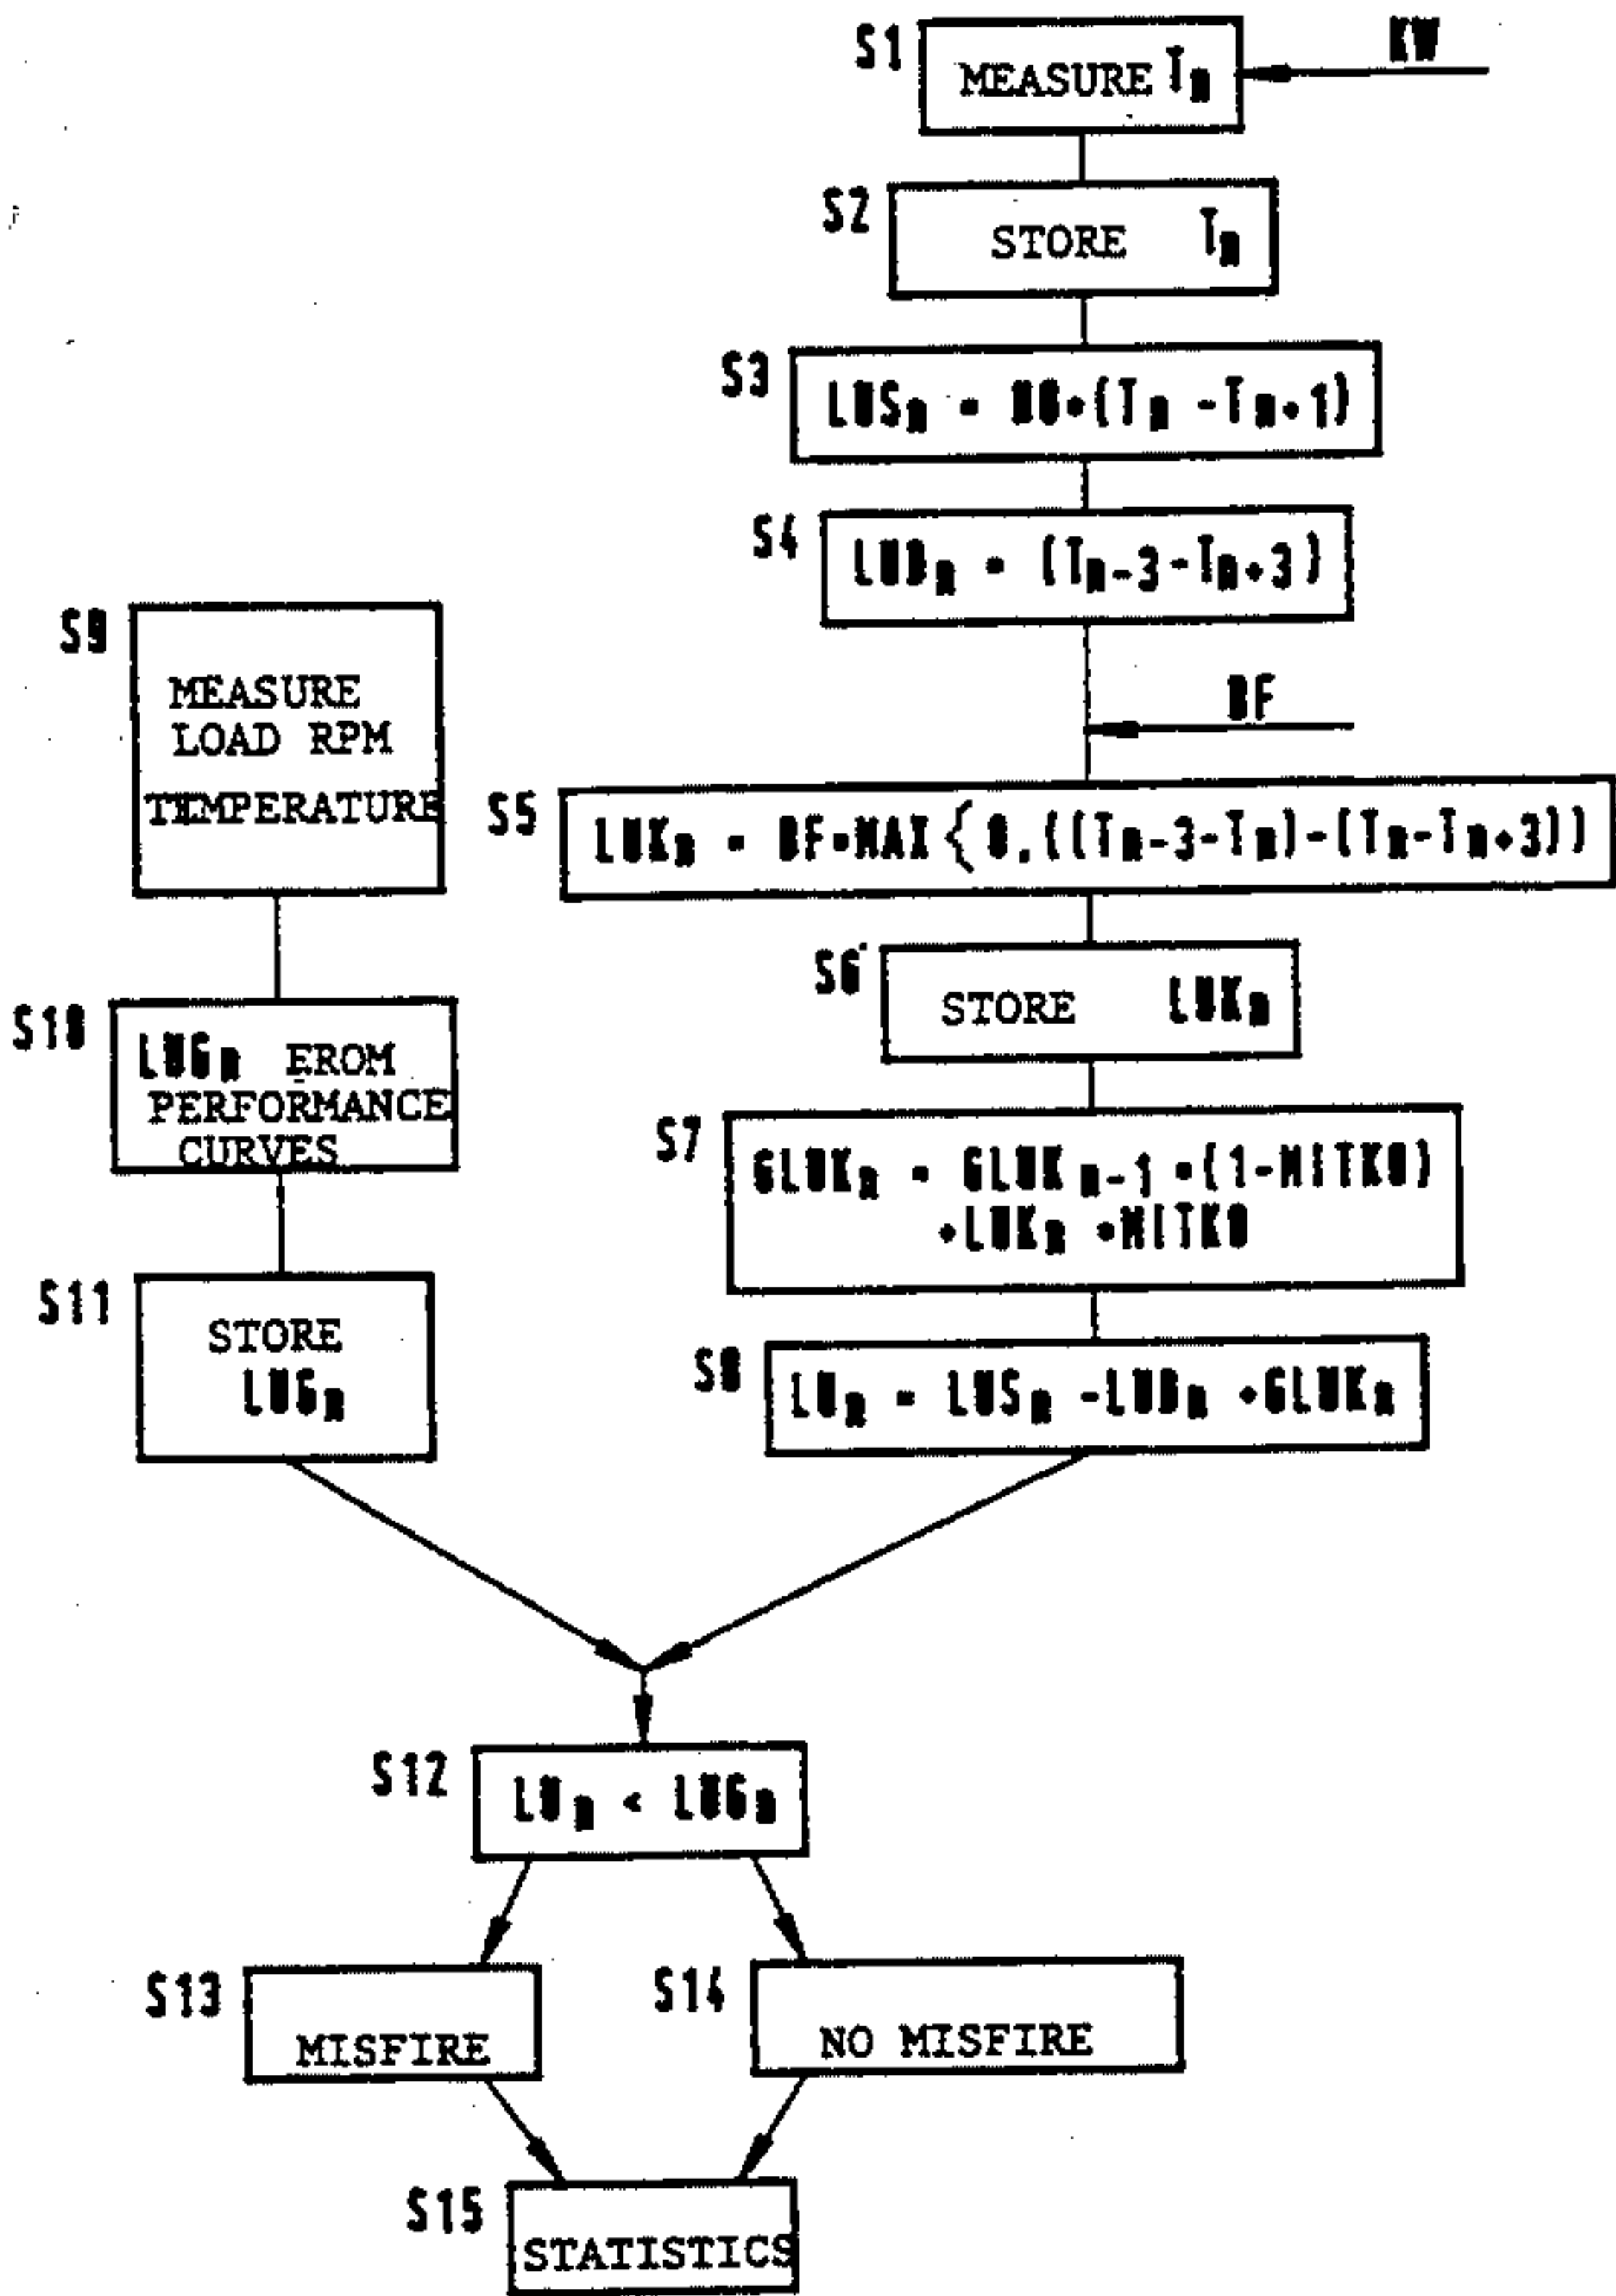 S1
MEASURE Tn
KW
S2
STORE Tn
S3
LUSn = (Tn - Tn+1)
S4
LUDn = (Tn-3-Tn+3)
BF
S5
LUKn = BF*MAX{0,((Tn-3-Tn)-(Tn-Tn+3))
S6
STORE LUKn
S7
GLUKn = GLUKn-1 *(1-MITKO)
+LUKn *MITKO
S8
LUn = LUSn -LUDn +GLUKn
S9
MEASURE
LOAD RPM
TEMPERATURE
S10
LUGn EROM
PERFORMANCE
CURVES
S11
STORE
LUGn
S12
LUn < LUGn
S13
MISFIRE
S14
NO MISFIRE
S15
STATISTICS